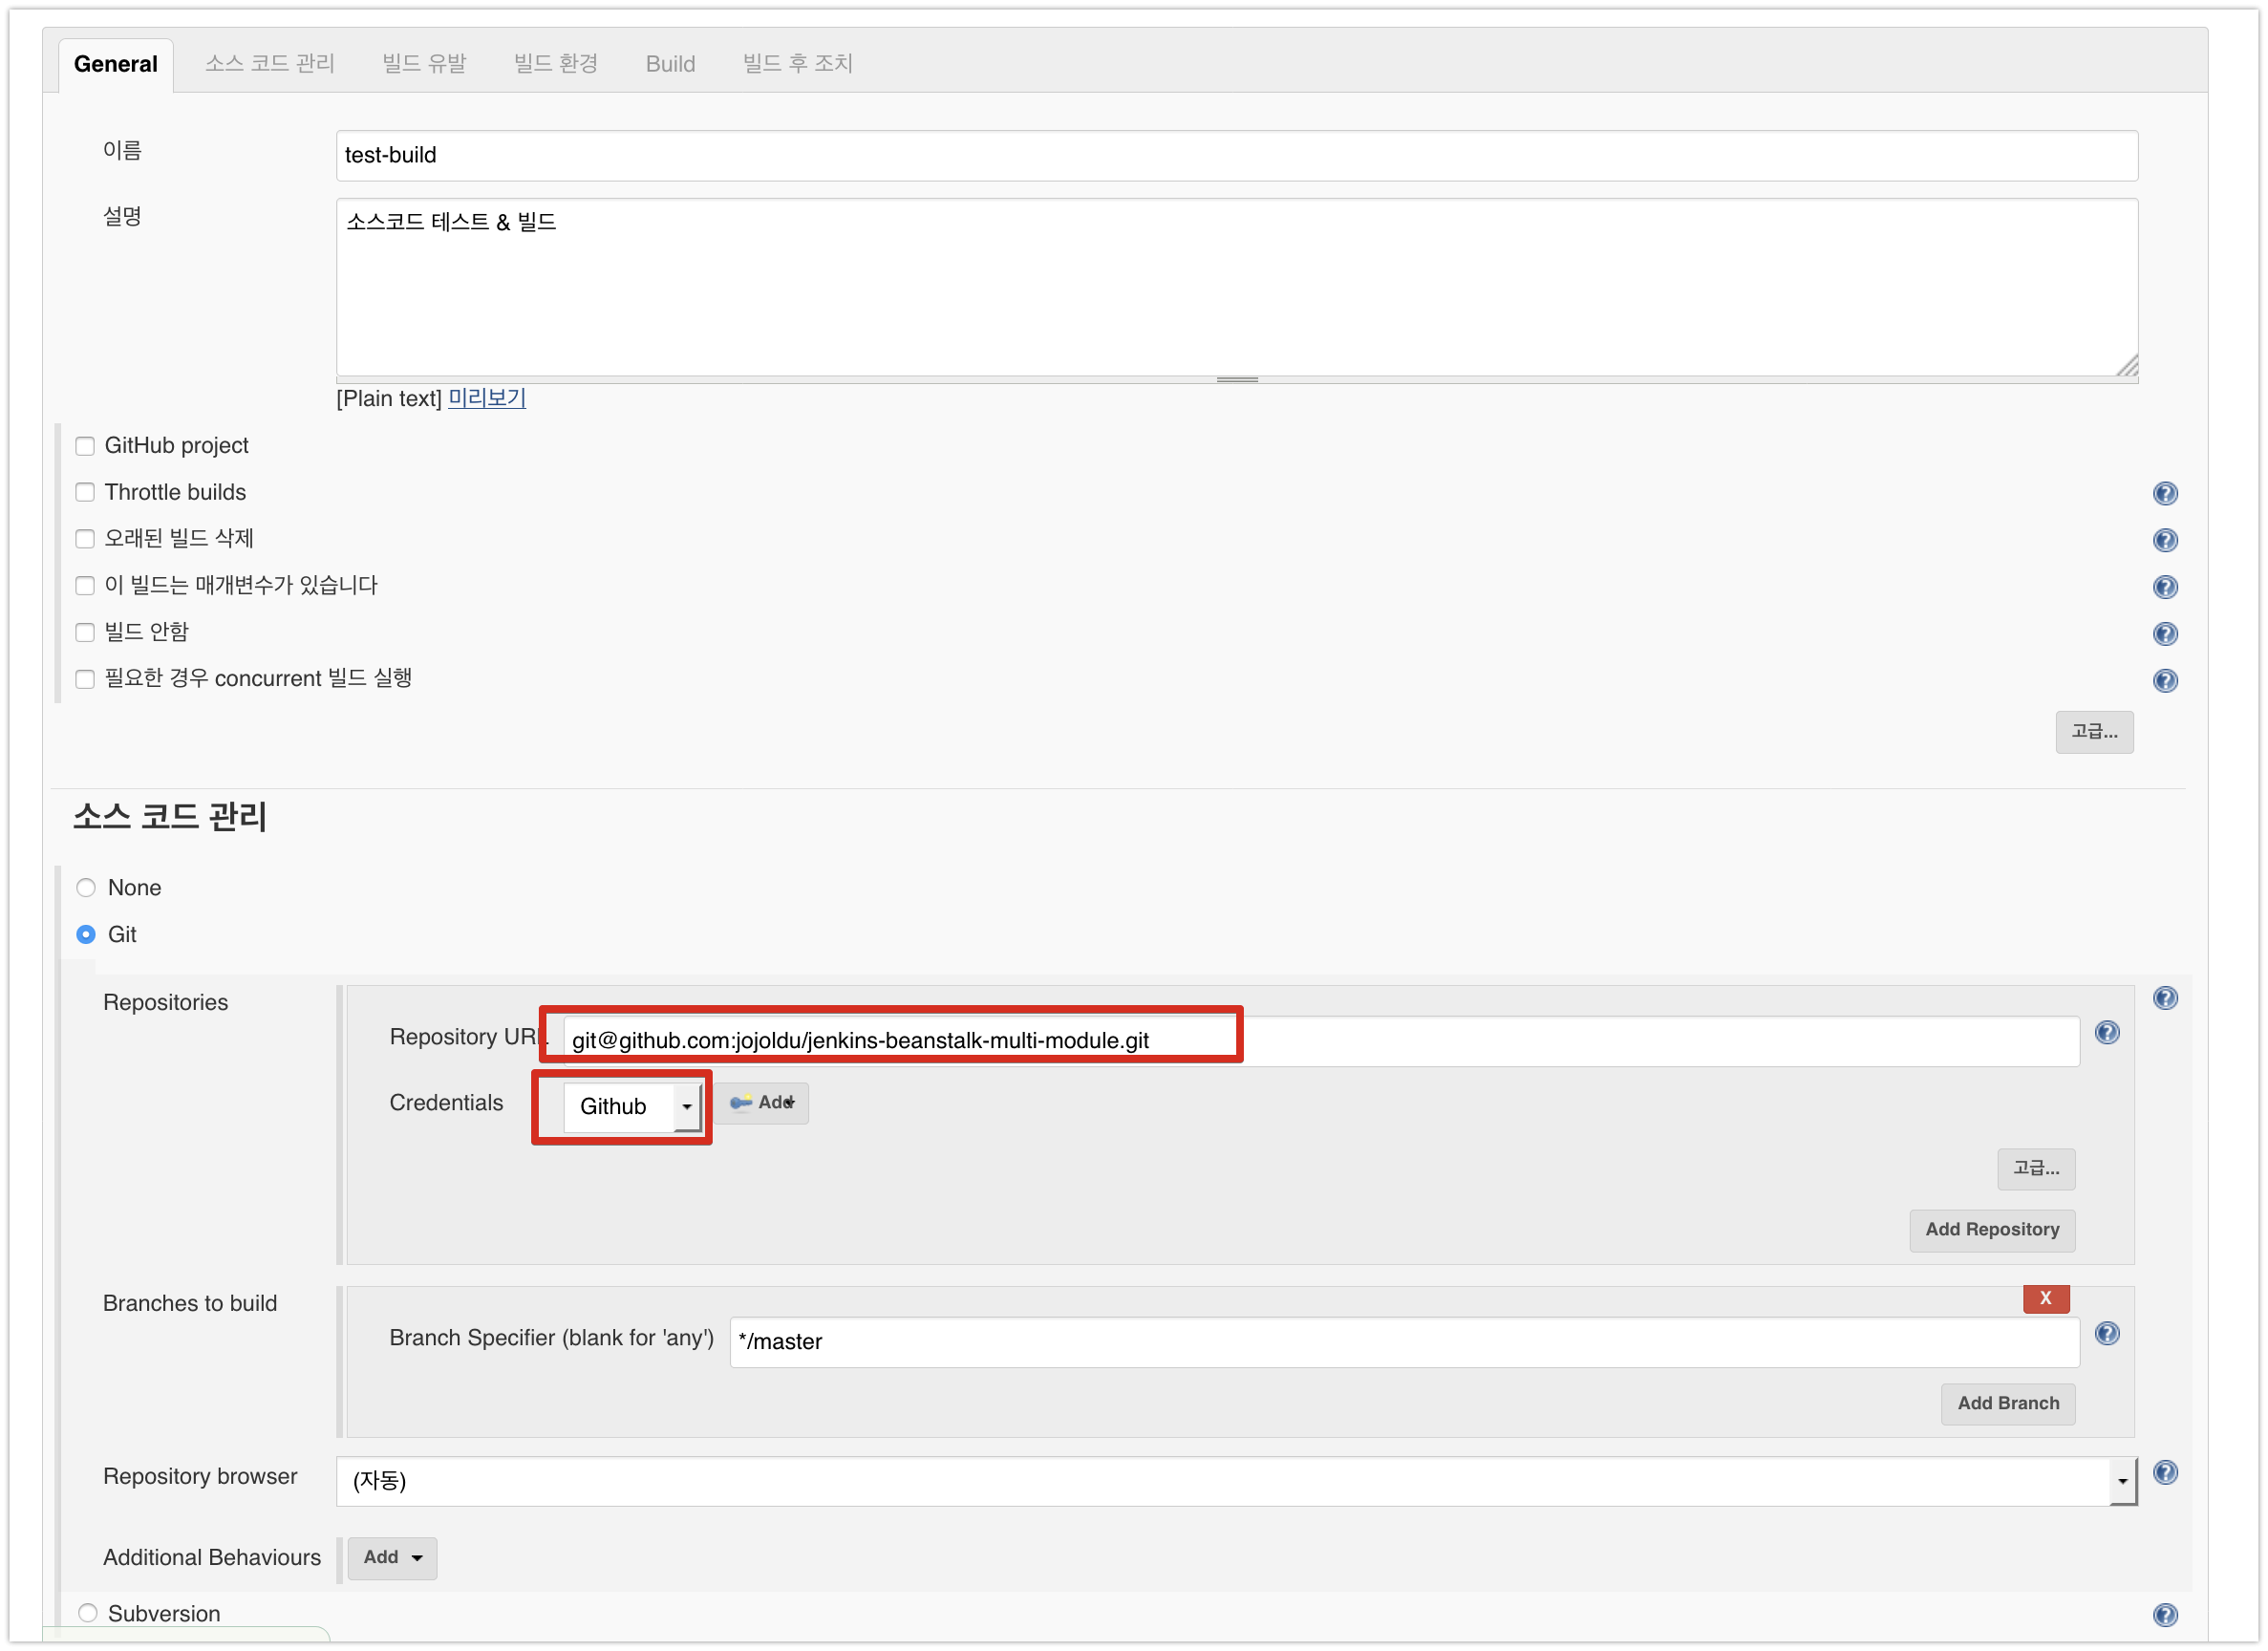 General 소스 코드 관리 빌드 유발 빌드 환경 Build 빌드 후 조치
이름 test-build
설명 소스코드 테스트 & 빌드
[Plain text] 미리보기
GitHub project
Throttle builds
오래된 빌드 삭제
이 빌드는 매개변수가 있습니다
빌드 안함
필요한 경우 concurrent 빌드 실행
고급...
소스 코드 관리
None
Git
Repositories
Repository URL git@github.com:jojoldu/jenkins-beanstalk-multi-module.git
Credentials Github Add
고급...
Add Repository
Branches to build
X
Branch Specifier (blank for 'any') */master
Add Branch
Repository browser (자동)
Additional Behaviours Add
Subversion